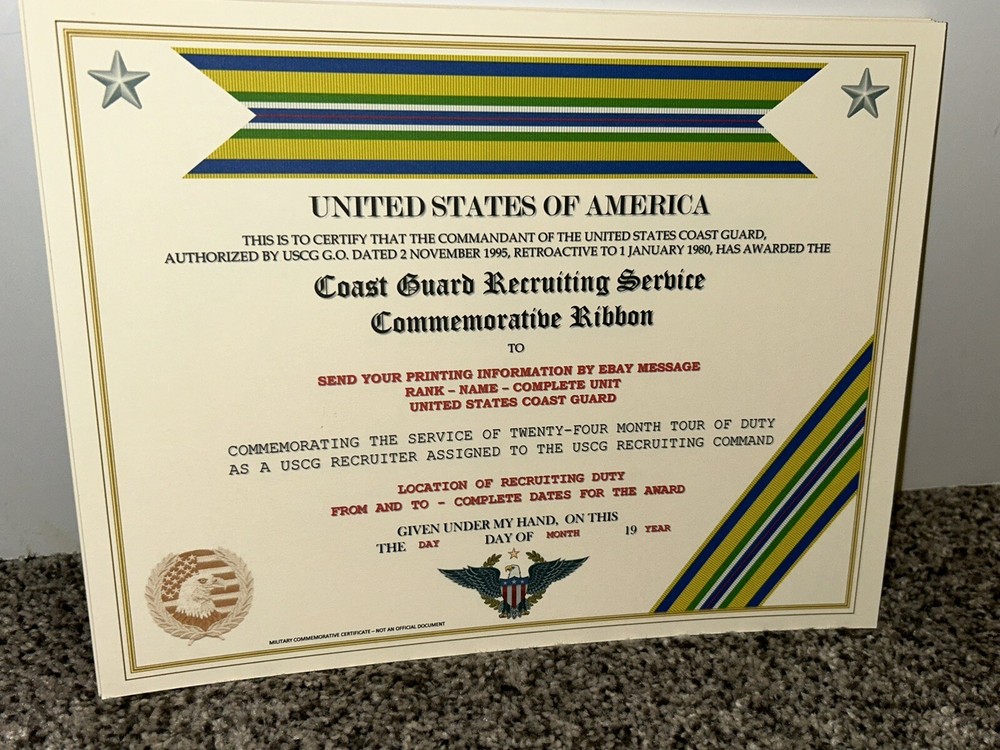 UNITED STATES OF AMERICA
THIS IS TO CERTIFY THAT THE COMMANDANT OF THE UNITED STATES COAST GUARD,
AUTHORIZED BY USCG G.O. DATED 2 NOVEMBER 1995, RETROACTIVE TO 1 JANUARY 1980, HAS AWARDED THE
Coast Guard Recruiting Service
Commemorative Ribbon
TO
SEND YOUR PRINTING INFORMATION BY EBAY MESSAGE
RANK – NAME – COMPLETE UNIT
UNITED STATES COAST GUARD
COMMEMORATING THE SERVICE OF TWENTY-FOUR MONTH TOUR OF DUTY
AS A USCG RECRUITER ASSIGNED TO THE USCG RECRUITING COMMAND
LOCATION OF RECRUITING DUTY
FROM AND TO – COMPLETE DATES FOR THE AWARD
GIVEN UNDER MY HAND, ON THIS
THE DAY DAY OF MONTH 19 YEAR
MILITARY COMMEMORATIVE CERTIFICATE – NOT AN OFFICIAL DOCUMENT